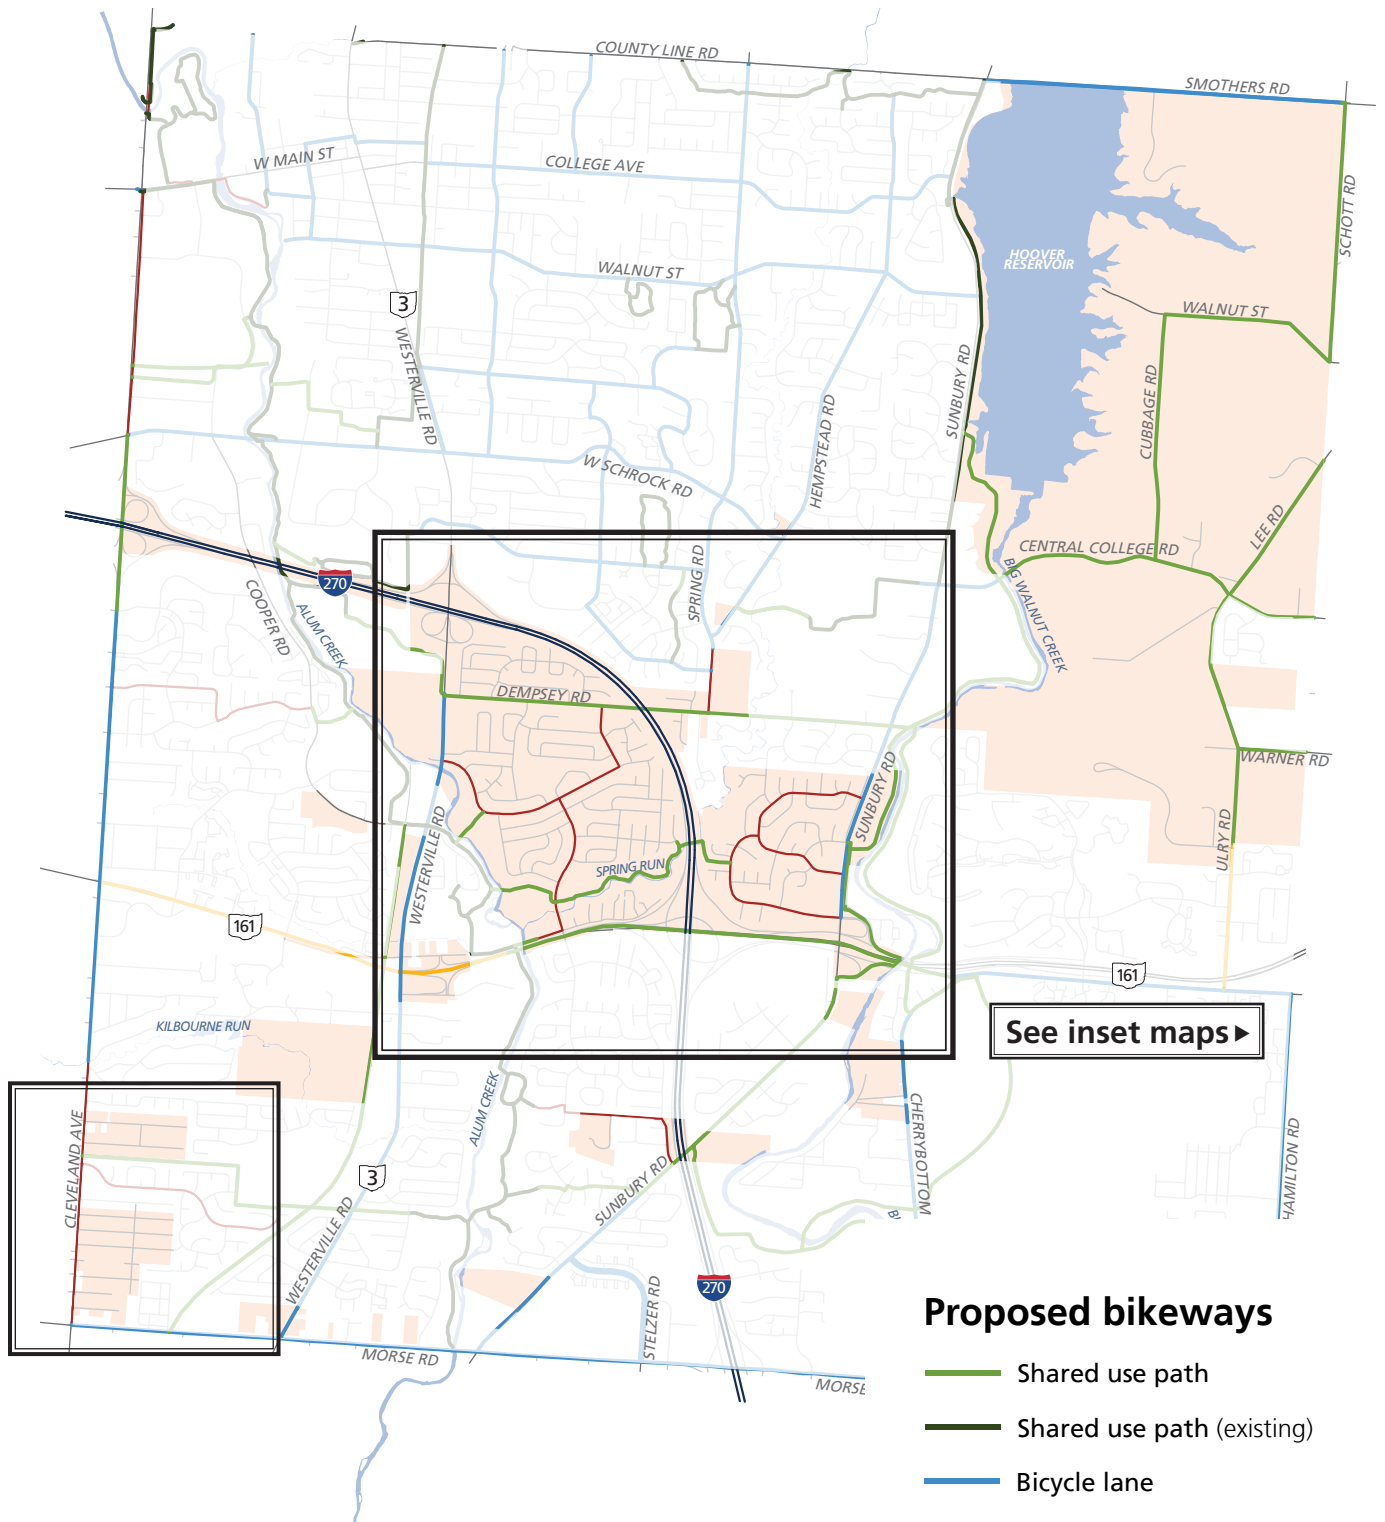 COUNTY LINE RD
SMOTHERS RD
W MAIN ST
COLLEGE AVE
SCHOTT RD
HOOVER
RESERVOIR
WALNUT ST
3
WALNUT ST
WESTERVILLE RD
SUNBURY RD
CUBBAGE RD
HEMPSTEAD RD
W SCHROCK RD
LEE RD
CENTRAL COLLEGE RD
270
SPRING RD
COOPER RD
ALUM CREEK
BIG WALNUT CREEK
DEMPSEY RD
WARNER RD
SUNBURY RD
WESTERVILLE RD
SPRING RUN
ULRY RD
161
161
KILBOURNE RUN
See inset maps
ALUM CREEK
CLEVELAND AVE
CHERRYBOTTOM
HAMILTON RD
3
SUNBURY RD
WESTERVILLE RD
BI
270
STELZER RD
MORSE RD
MORSE
Proposed bikeways
Shared use path
Shared use path (existing)
Bicycle lane